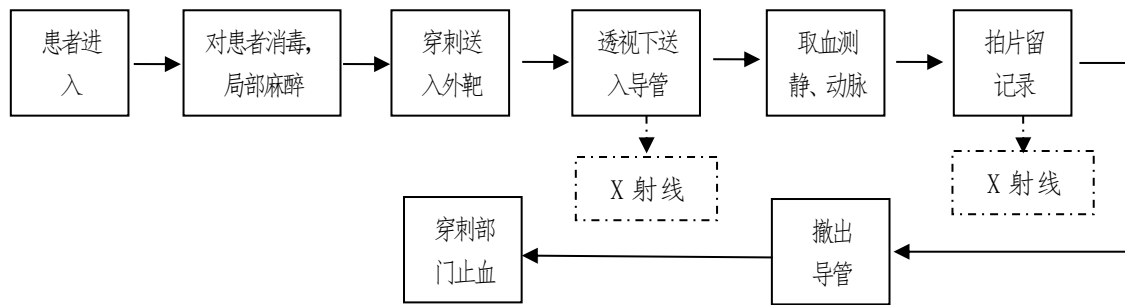 患者进
入
对患者消毒,
局部麻醉
穿刺送
入外靶
透视下送
入导管
取血测
静、动脉
拍片留
记录
X 射线
X 射线
穿刺部
门止血
撤出
导管